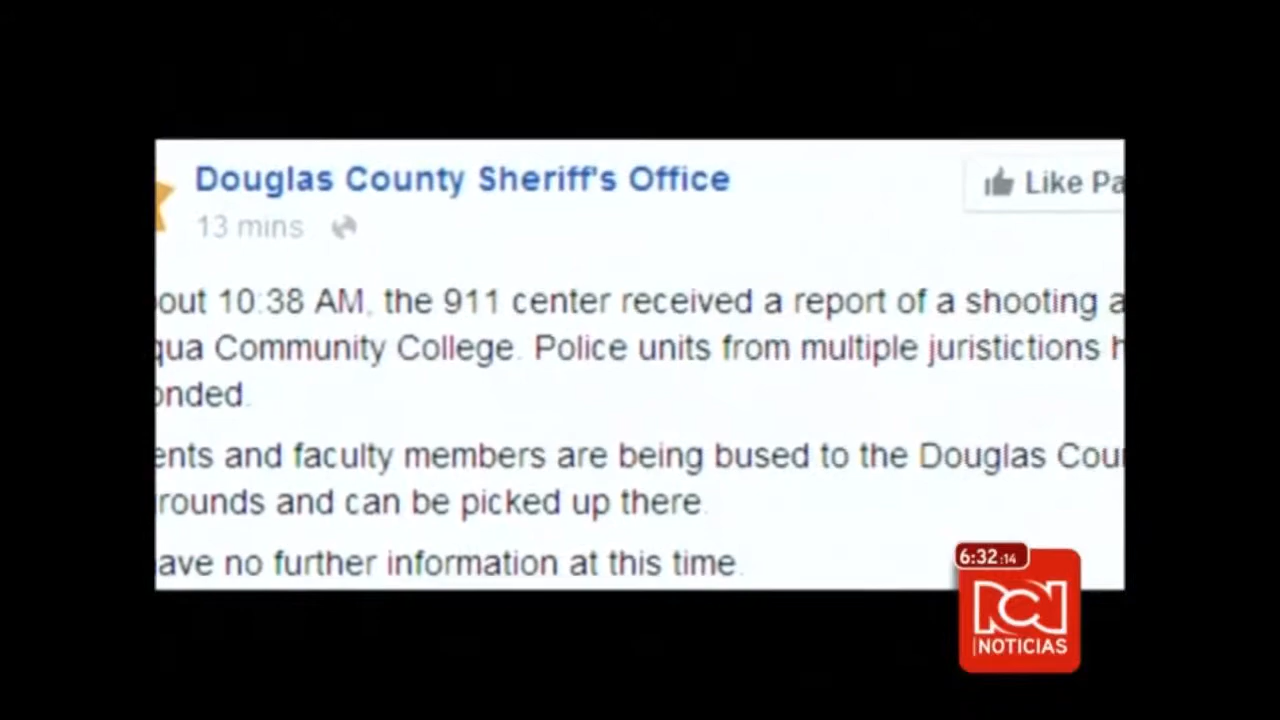 Douglas County Sheriff's Office
Like Pa
13 mins
out 10:38 AM, the 911 center received a report of a shooting a
qua Community College. Police units from multiple juristictions h
onded.
ents and faculty members are being bused to the Douglas Cou
rounds and can be picked up there.
ave no further information at this time.
6:32:14
RCN
NOTICIAS